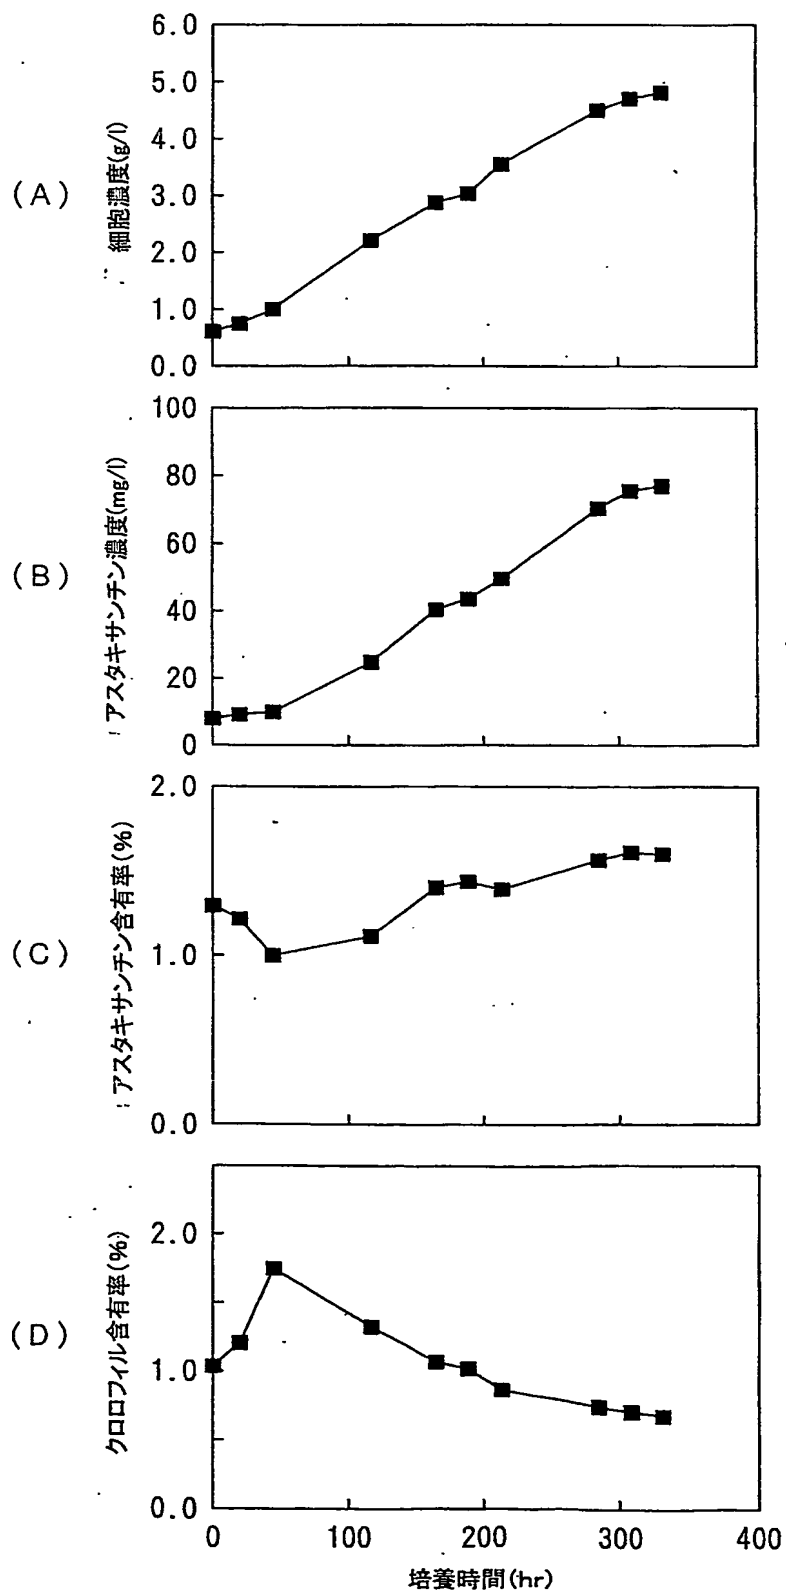 (A)
細胞濃度(g/l)
6.0
5.0
4.0
3.0
2.0
1.0
0.0
(B)
アスタキサンチン濃度(mg/l)
100
80
60
40
20
0
(C)
アスタキサンチン含有率(%)
2.0
1.0
0.0
(D)
クロロフィル含有率(%)
2.0
1.0
0.0
0 100 200 300 400
培養時間(hr)